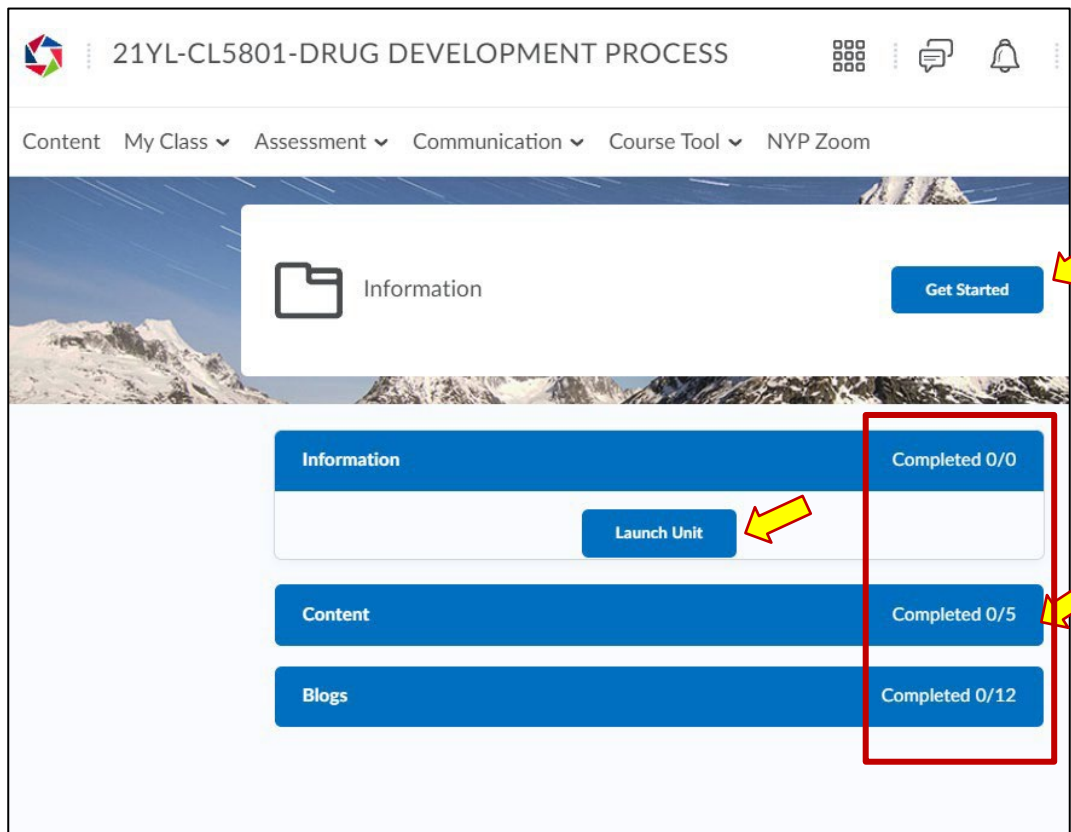 21YL-CL5801-DRUG DEVELOPMENT PROCESS
Content My Class Assessment Communication Course Tool NYP Zoom
Information Get Started
Information Completed 0/0
Launch Unit
Content Completed 0/5
Blogs Completed 0/12